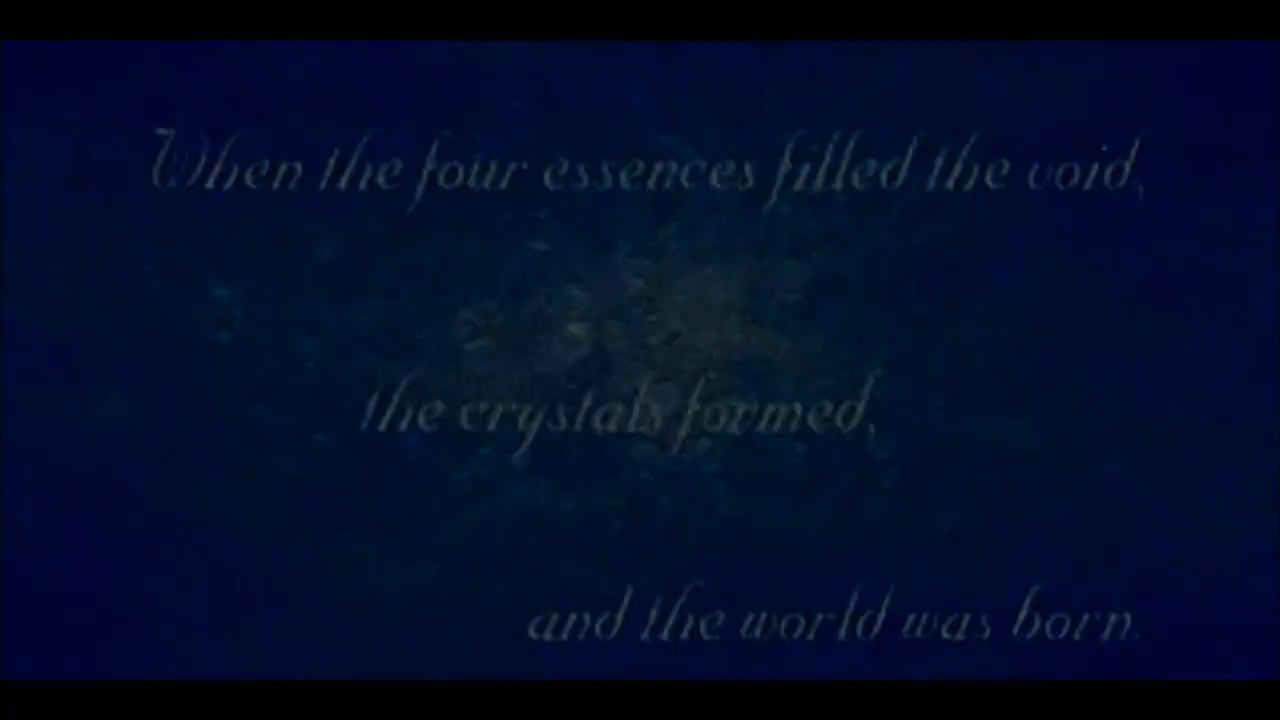 When the four essences filled the void,
the crystals formed,
and the world was born.